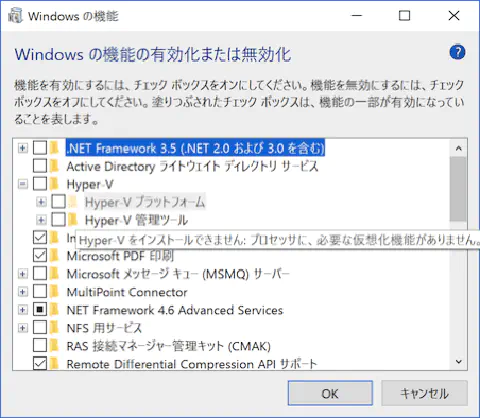 Windows の機能
Windows の機能の有効化または無効化
機能を有効にするには、チェック ボックスをオンにしてください。機能を無効にするには、チェック
ボックスをオフにしてください。塗りつぶされたチェック ボックスは、機能の一部が有効になってい
ることを表します。
.NET Framework 3.5 (.NET 2.0 および 3.0 を含む)
Active Directory ライトウェイト ディレクトリ サービス
Hyper-V
Hyper-V プラットフォーム
Hyper-V 管理ツール
In
Hyper-V をインストールできません: プロセッサに、必要な仮想化機能がありません。
Microsoft PDF 印刷
Microsoft メッセージ キュー (MSMQ) サーバー
MultiPoint Connector
.NET Framework 4.6 Advanced Services
NFS 用サービス
RAS 接続マネージャー管理キット (CMAK)
Remote Differential Compression API サポート
OK
キャンセル